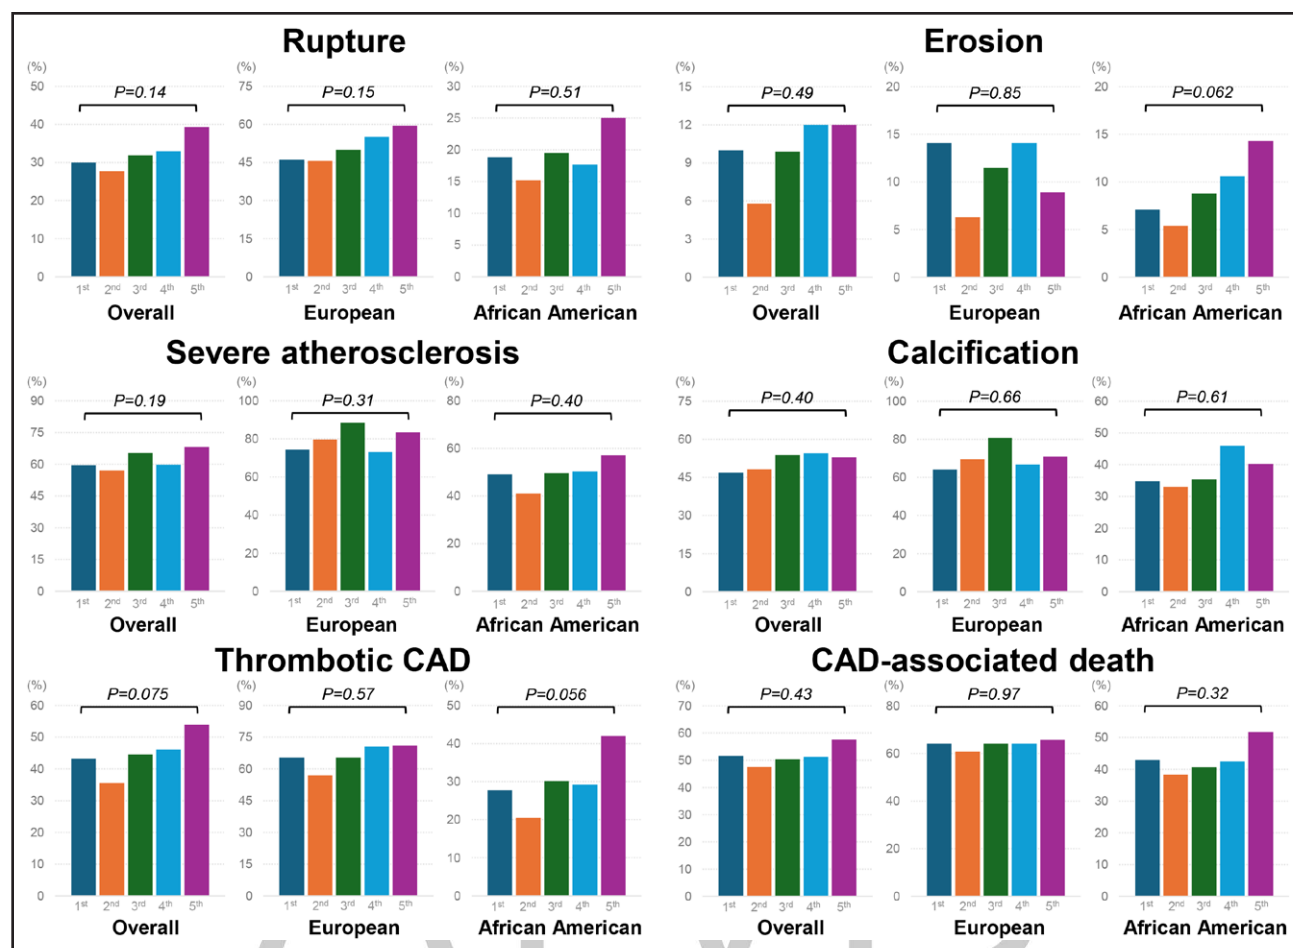 Rupture
Erosion
(%) (%) (%) (%) (%) (%)
P=0.14 P=0.15 P=0.51 P=0.49 P=0.85 P=0.062
50 40 30 20 10 0
75 60 45 30 15 0
30 25 20 15 10 5 0
15 12 9 6 3 0
20 15 10 5 0
20 15 10 5 0
1st 2nd 3rd 4th 5th 1st 2nd 3rd 4th 5th 1st 2nd 3rd 4th 5th 1st 2nd 3rd 4th 5th 1st 2nd 3rd 4th 5th 1st 2nd 3rd 4th 5th
Overall European African American Overall European African American
Severe atherosclerosis
Calcification
(%) (%) (%) (%) (%) (%)
P=0.19 P=0.31 P=0.40 P=0.40 P=0.66 P=0.61
90 75 60 45 30 15 0
100 80 60 40 20 0
80 60 40 20 0
75 60 45 30 15 0
100 80 60 40 20 0
60 50 40 30 20 10 0
1st 2nd 3rd 4th 5th 1st 2nd 3rd 4th 5th 1st 2nd 3rd 4th 5th 1st 2nd 3rd 4th 5th 1st 2nd 3rd 4th 5th 1st 2nd 3rd 4th 5th
Overall European African American Overall European African American
Thrombotic CAD
CAD-associated death
(%) (%) (%) (%) (%) (%)
P=0.075 P=0.57 P=0.056 P=0.43 P=0.97 P=0.32
60 50 40 30 20 10 0
90 75 60 45 30 15 0
50 40 30 20 10 0
70 60 50 40 30 20 10 0
80 60 40 20 0
60 50 40 30 20 10 0
1st 2nd 3rd 4th 5th 1st 2nd 3rd 4th 5th 1st 2nd 3rd 4th 5th 1st 2nd 3rd 4th 5th 1st 2nd 3rd 4th 5th 1st 2nd 3rd 4th 5th
Overall European African American Overall European African American